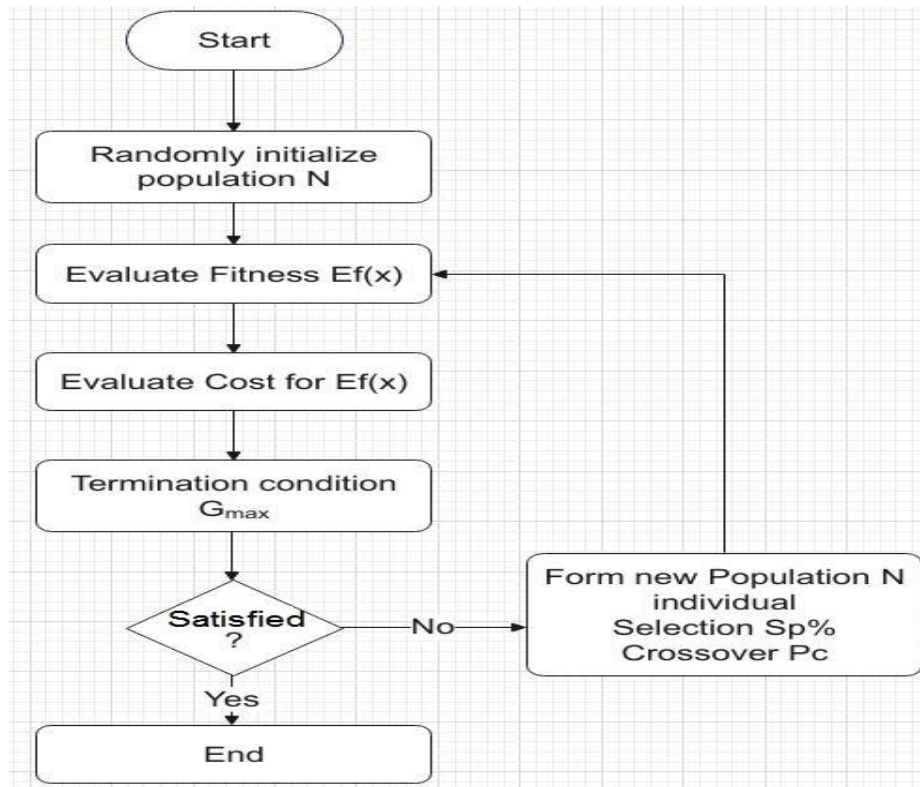 Start
Randomly initialize
population N
Evaluate Fitness Ef(x)
Evaluate Cost for Ef(x)
Termination condition
Gmax
Satisfied
?
No
Form new Population N
individual
Selection Sp%
Crossover Pc
Yes
End